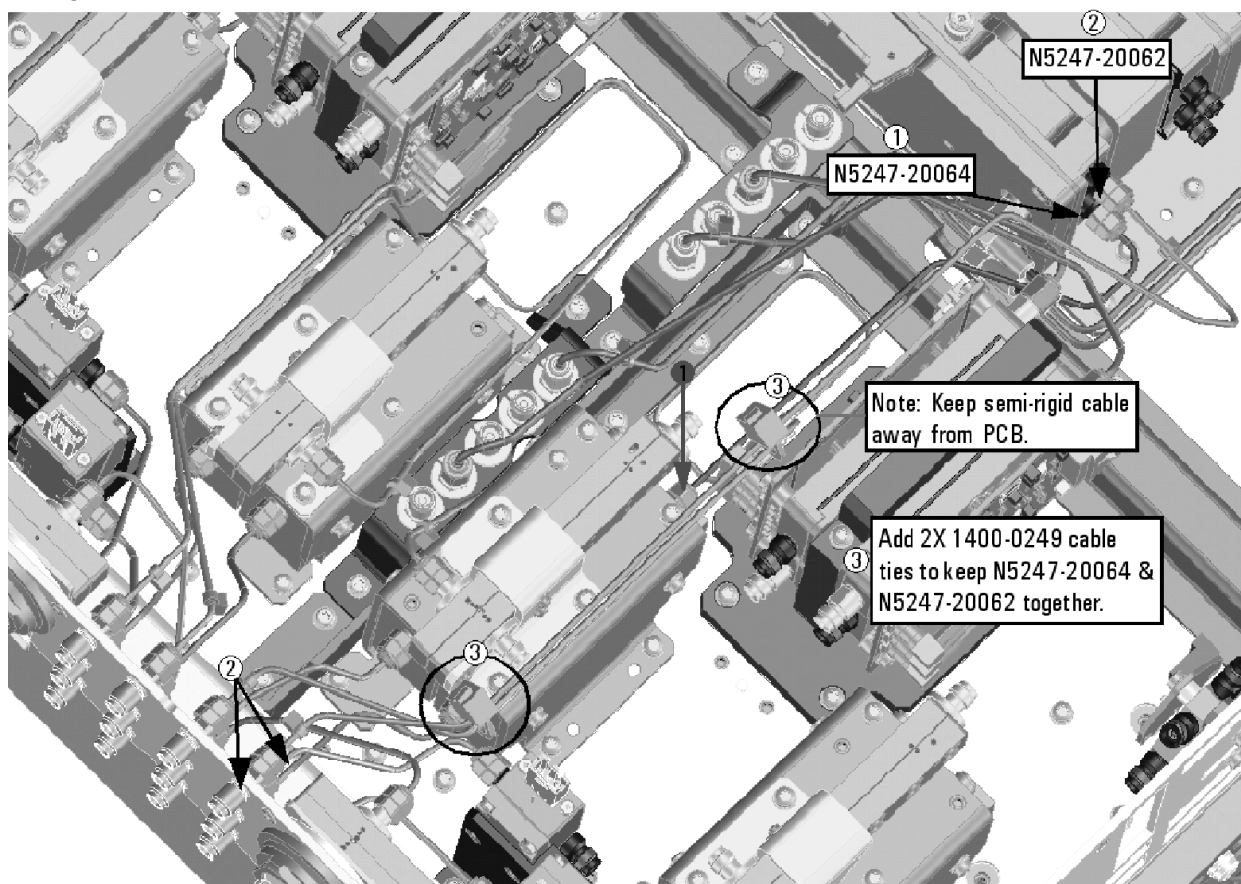 ②
N5247-20062
①
N5247-20064
1
③
Note: Keep semi-rigid cable
away from PCB.
③
Add 2X 1400-0249 cable
ties to keep N5247-20064 &
N5247-20062 together.
③
②